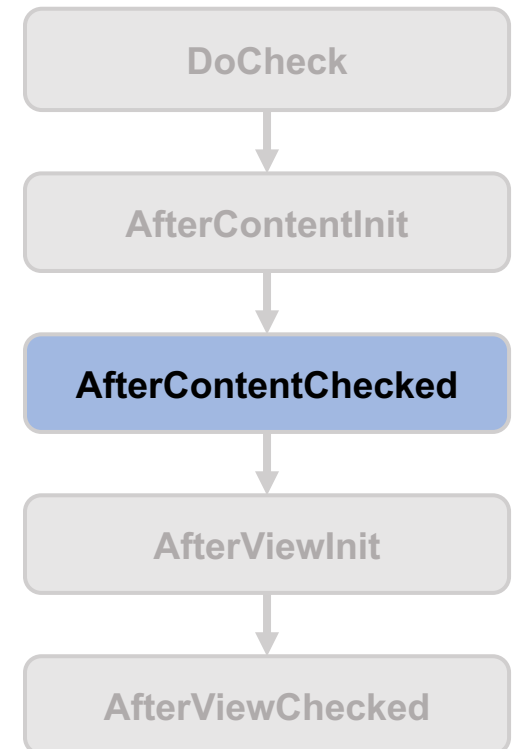 DoCheck
AfterContentInit
AfterContentChecked
AfterViewInit
AfterViewChecked